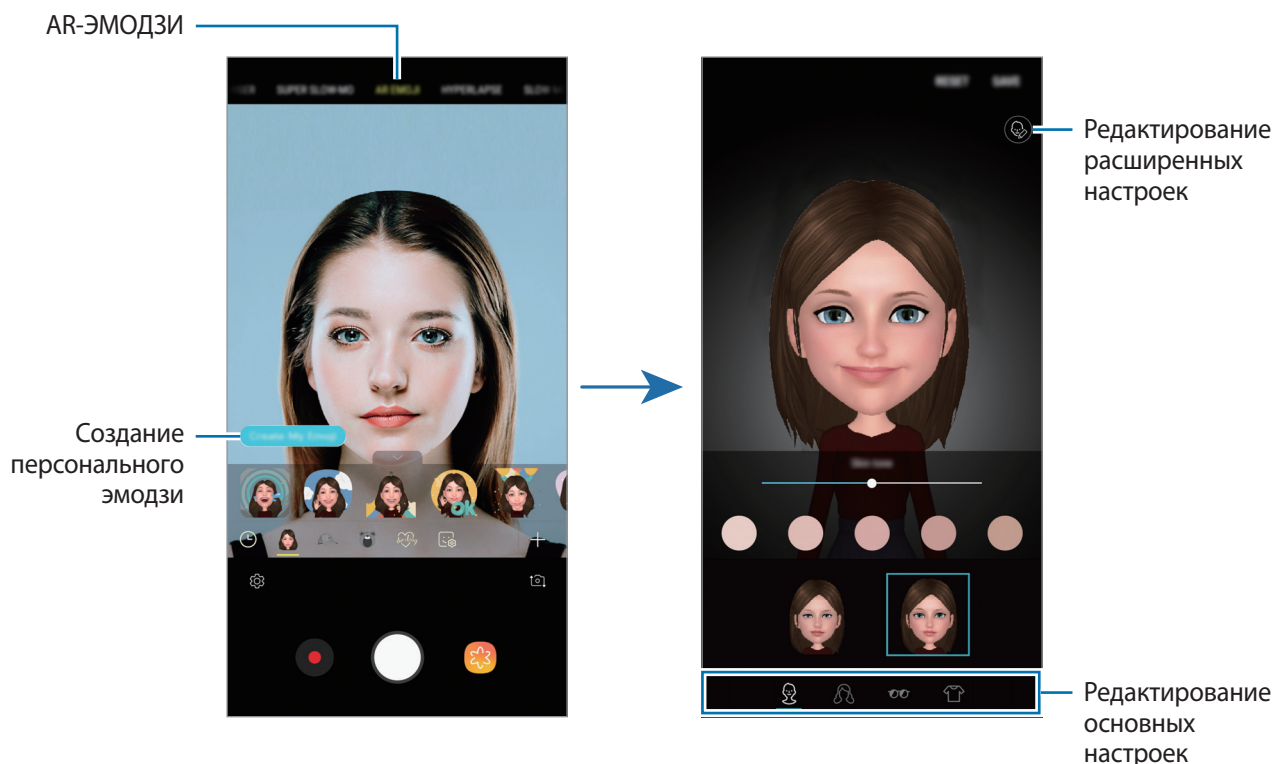 AR-ЭМОДЗИ
SUPER SLOW-MO
AR EMOJI
HYPERLAPSE
Создание
персонального
эмодзи
Create My Emoji
OK
RESET
SAVE
Редактирование
расширенных
настроек
Skin tone
Редактирование
основных
настроек